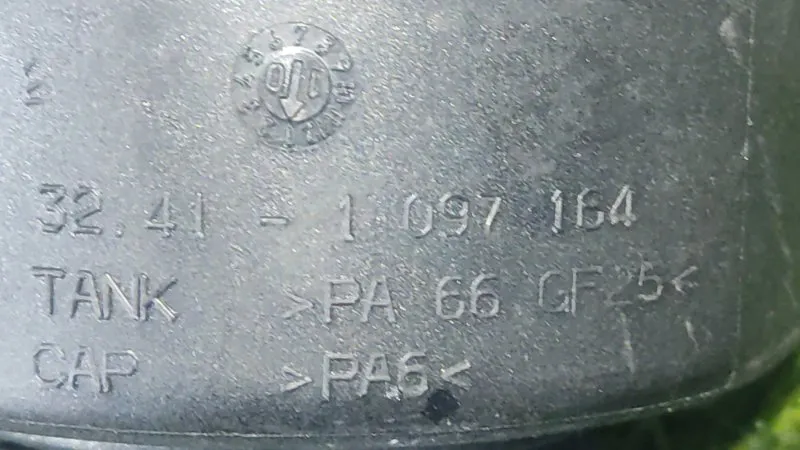 32.41 - 1 097 164
TANK >PA 66 GF25<
CAP >PA6<